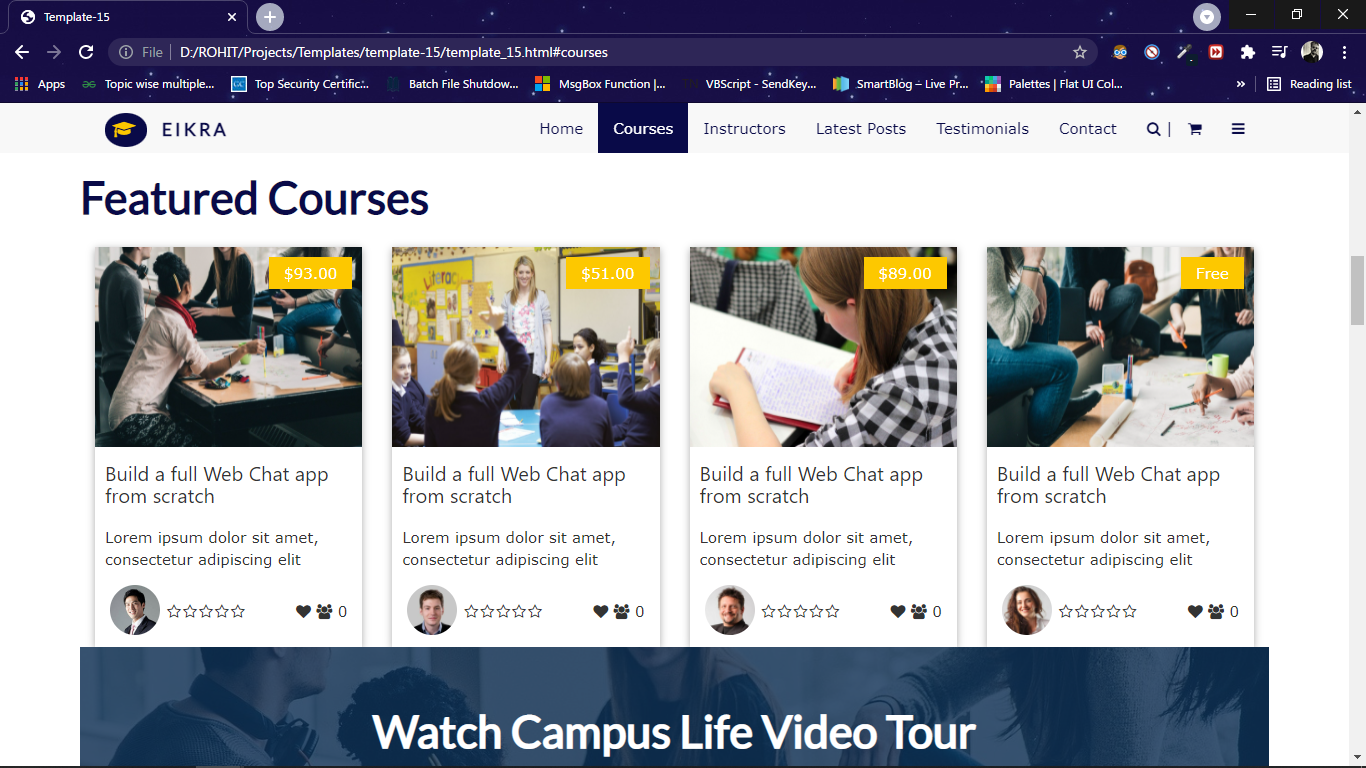 Template-15
File | D:/ROHIT/Projects/Templates/template-15/template_15.html#courses
Apps Topic wise multiple... Top Security Certific... Batch File Shutdow... MsgBox Function |... VBScript - SendKey... SmartBlog – Live Pr... Palettes | Flat UI Col... » Reading list
EIKRA Home Courses Instructors Latest Posts Testimonials Contact |
Featured Courses
$93.00 $51.00 $89.00 Free
Literacy
Build a full Web Chat app
from scratch
Lorem ipsum dolor sit amet,
consectetur adipiscing elit
0
Build a full Web Chat app
from scratch
Lorem ipsum dolor sit amet,
consectetur adipiscing elit
0
Build a full Web Chat app
from scratch
Lorem ipsum dolor sit amet,
consectetur adipiscing elit
0
Build a full Web Chat app
from scratch
Lorem ipsum dolor sit amet,
consectetur adipiscing elit
0
Watch Campus Life Video Tour